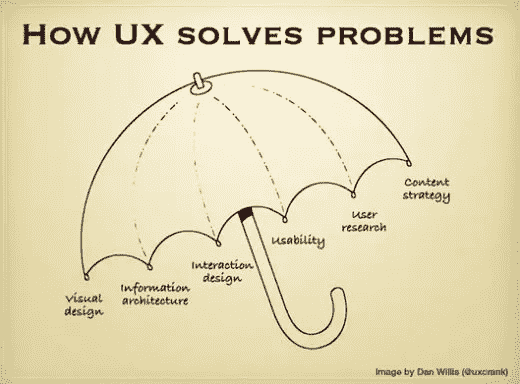 How UX solves problems
Visual
design
Information
architecture
Interaction
design
Usability
User
research
Content
strategy
Image by Dan Willis (@uxcrank)